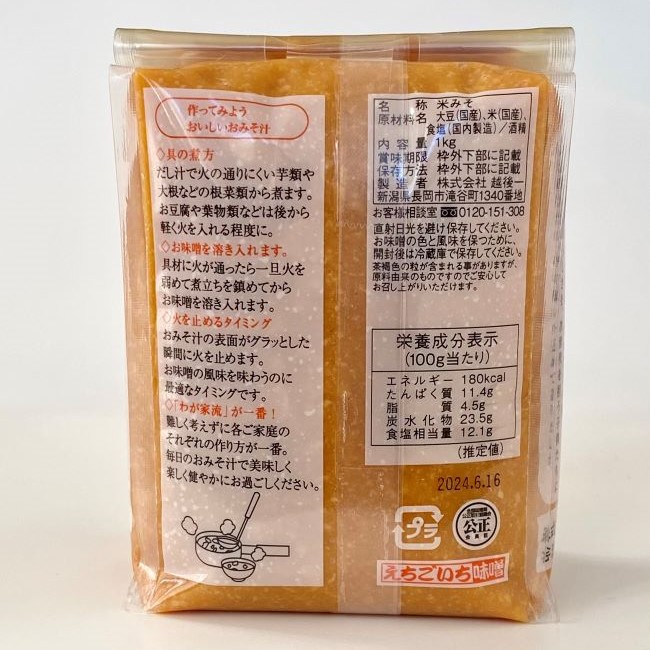 作ってみよう
おいしいおみそ汁
◇具の煮方
だし汁で火の通りにくい芋類や
大根などの根菜類から煮ます。
お豆腐や葉物類などは後から
軽く火を入れる程度に。
◇お味噌を溶き入れます。
具材に火が通ったら一旦火を
弱めて煮立ちを鎮めてから
お味噌を溶き入れます。
◇火を止めるタイミング
おみそ汁の表面がグラッとした
瞬間に火を止めます。
お味噌の風味を味わうのに
最適なタイミングです。
◇「わが家流」が一番!
難しく考えずに各ご家庭の
それぞれの作り方が一番。
毎日のおみそ汁で美味しく
楽しく健やかにお過ごしください。
名称 米みそ
原材料名 大豆(国産)、米(国産)、
食塩(国内製造)/酒精
内容量 1kg
賞味期限 枠外下部に記載
保存方法 枠外下部に記載
製造者 株式会社 越後一
新潟県長岡市滝谷町1340番地
お客様相談室 0120-151-308
直射日光を避け保存してください。
お味噌の色と風味を保つために、
開封後は冷蔵庫で保存してください。
茶褐色の粒が含まれる事がありますが、
原料由来のものですのでご安心して
お召し上がりいただけます。
栄養成分表示
(100g当たり)
エネルギー 180kcal
たんぱく質 11.4g
脂質 4.5g
炭水化物 23.5g
食塩相当量 12.1g
(推定値)
2024.6.16
プラ
公正
会員証
えちごいち味噌